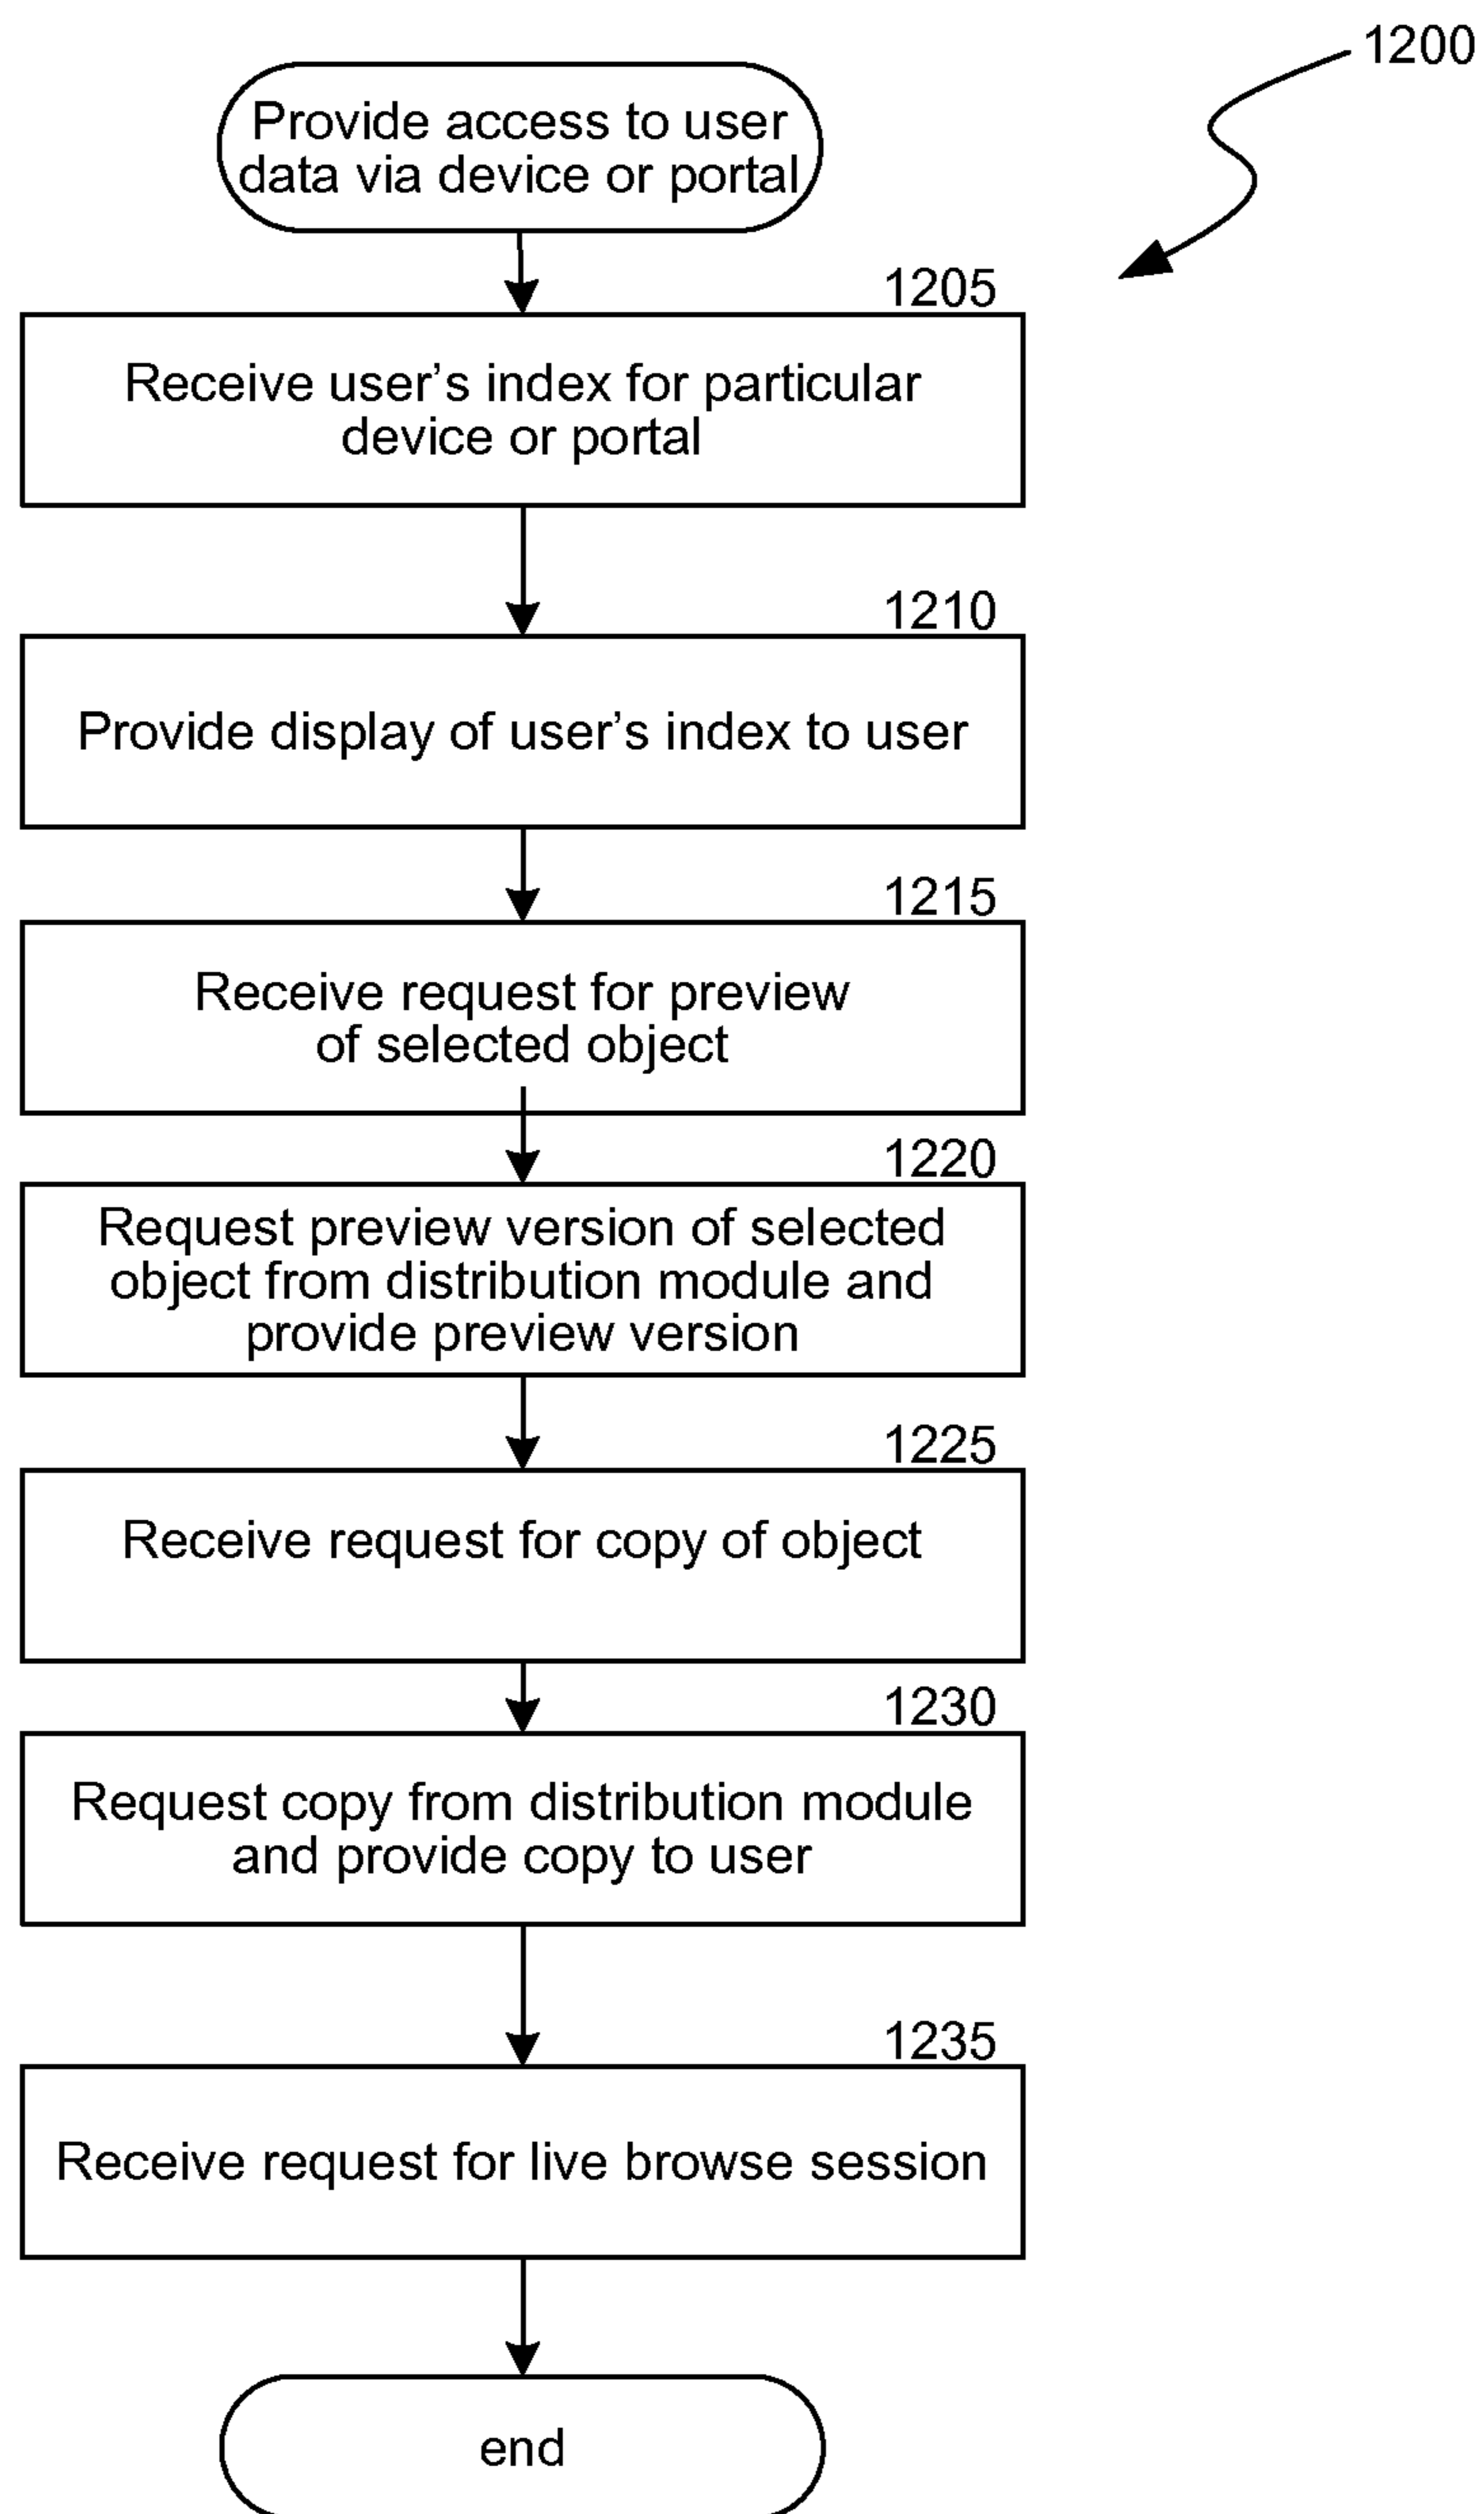 1200
Provide access to user
data via device or portal
1205
Receive user’s index for particular
device or portal
1210
Provide display of user’s index to user
1215
Receive request for preview
of selected object
1220
Request preview version of selected
object from distribution module and
provide preview version
1225
Receive request for copy of object
1230
Request copy from distribution module
and provide copy to user
1235
Receive request for live browse session
end